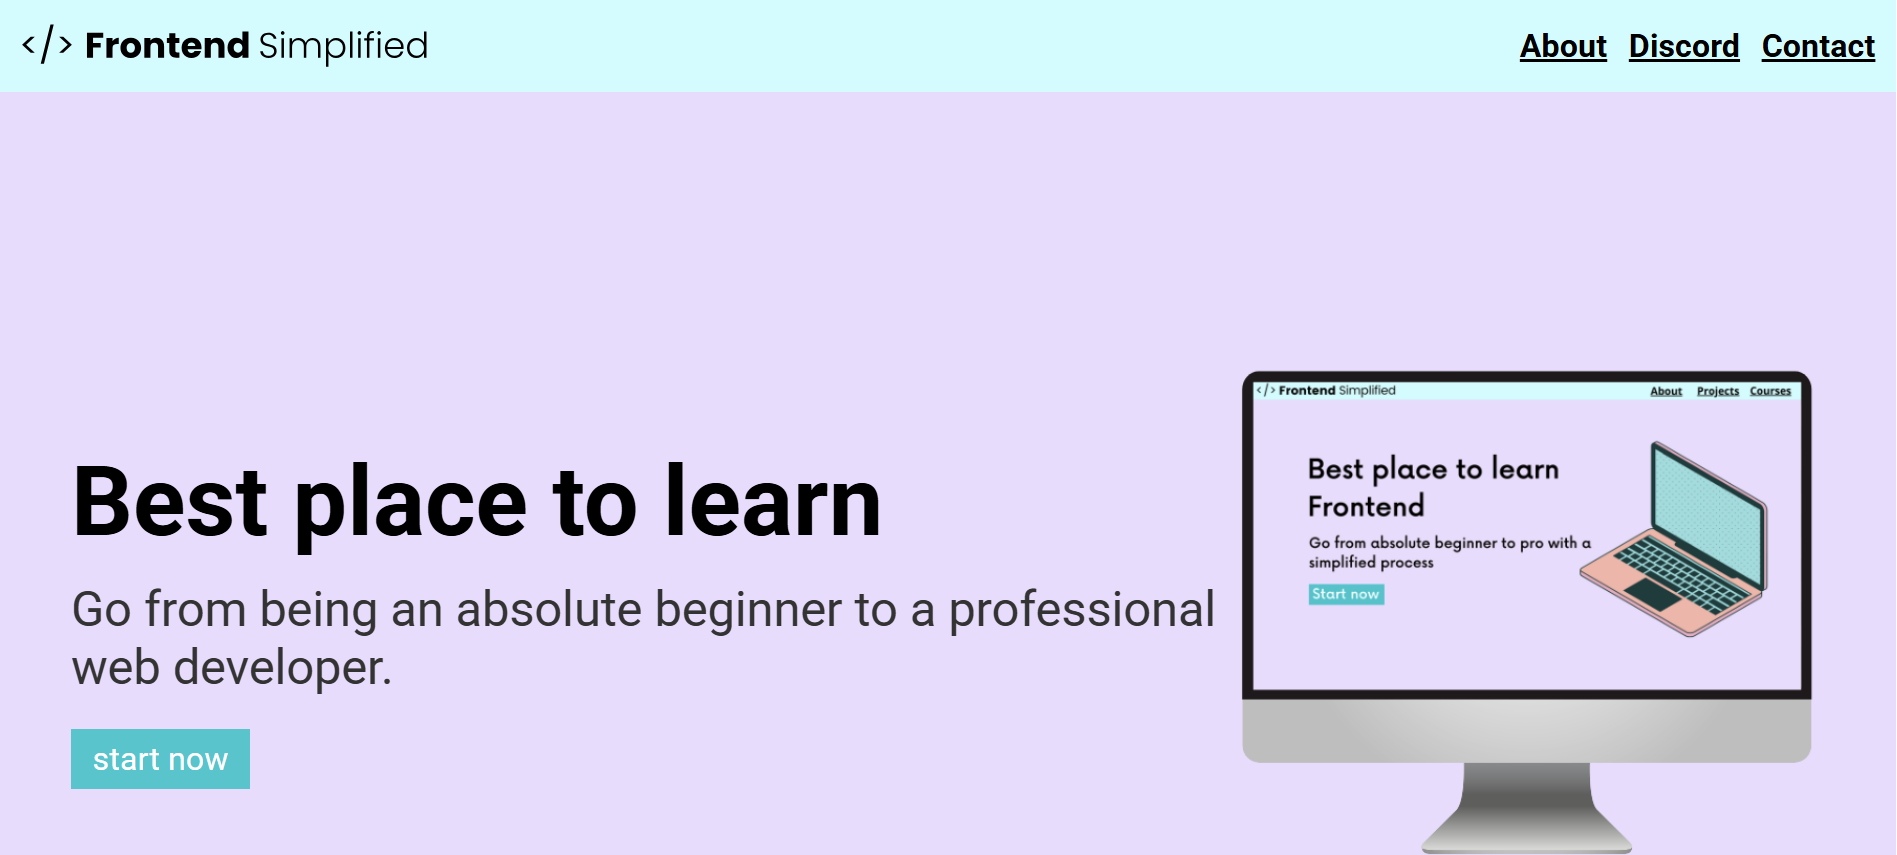 </> Frontend Simplified
About Discord Contact
Best place to learn
Go from being an absolute beginner to a professional
web developer.
start now
</> Frontend Simplified
About Projects Courses
Best place to learn
Frontend
Go from absolute beginner to pro with a
simplified process
Start now